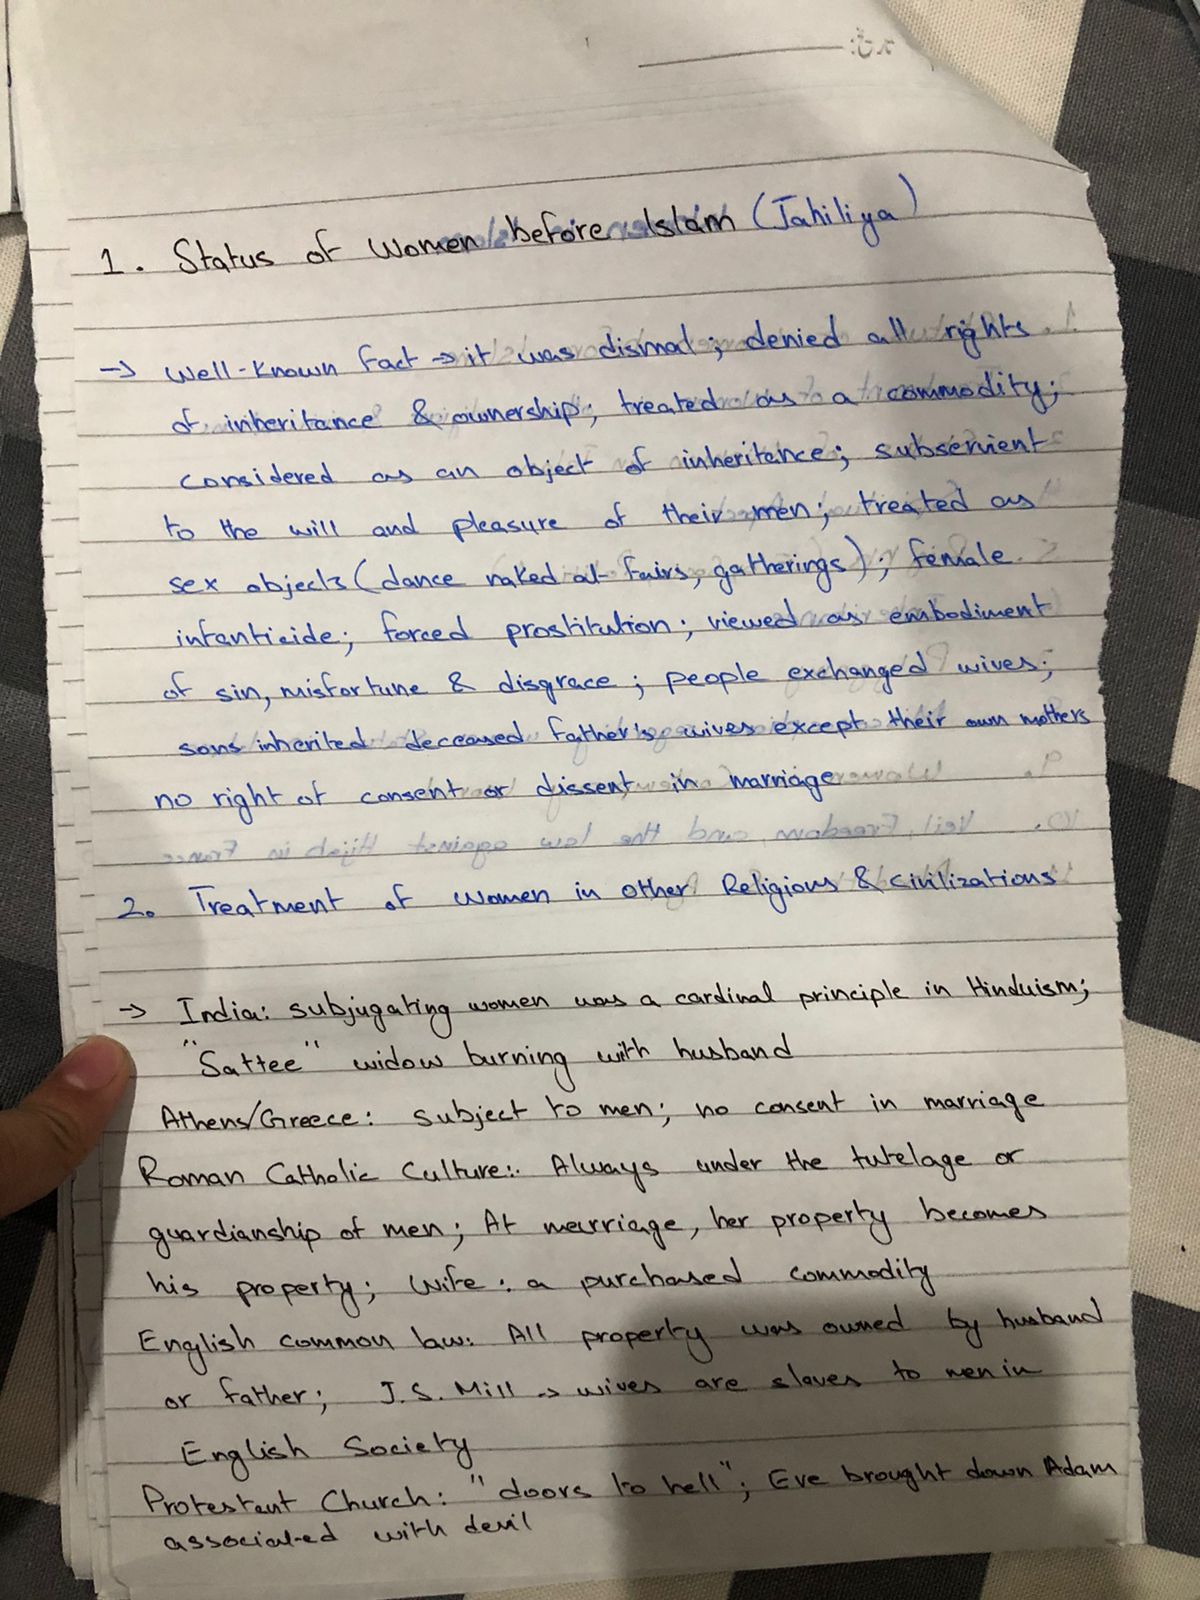 1. Status of Women before Islam (Jahiliya)
→ Well-known fact → it was dismal; denied all rights
of inheritance & ownership; treated as a commodity;
considered as an object of inheritance; subservient
to the will and pleasure of their men; treated as
sex objects (dance naked at fairs, gatherings); female
infanticide; forced prostitution; viewed as embodiment
of sin, misfortune & disgrace; people exchanged wives;
sons inherited deceased father's wives except their own mothers
no right of consent or dissent in marriage
2. Treatment of Women in other Religious & civilizations
→ India: subjugating women was a cardinal principle in Hinduism;
"Sattee" widow burning with husband
Athens/Greece: subject to men; no consent in marriage
Roman Catholic Culture: Always under the tutelage or
guardianship of men; At marriage, her property becomes
his property; Wife: a purchased commodity
English common law: All property was owned by husband
or father; J.S. Mill → wives are slaves to men in
English Society
Protestant Church: "doors to hell"; Eve brought down Adam
associated with devil